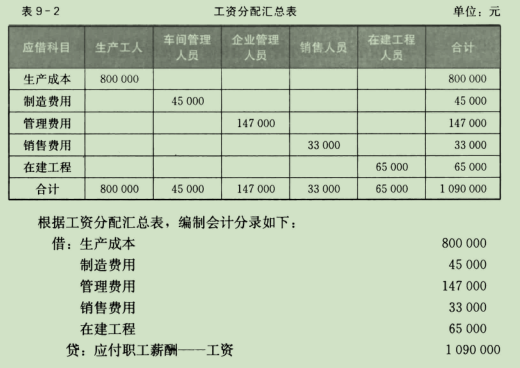 表 9-2 工资分配汇总表 单位：元
应借科目 生产工人 车间管理人员 企业管理人员 销售人员 在建工程人员 合计
生产成本 800 000 800 000
制造费用 45 000 45 000
管理费用 147 000 147 000
销售费用 33 000 33 000
在建工程 65 000 65 000
合计 800 000 45 000 147 000 33 000 65 000 1 090 000
根据工资分配汇总表，编制会计分录如下：
借：生产成本 800 000
制造费用 45 000
管理费用 147 000
销售费用 33 000
在建工程 65 000
贷：应付职工薪酬——工资 1 090 000